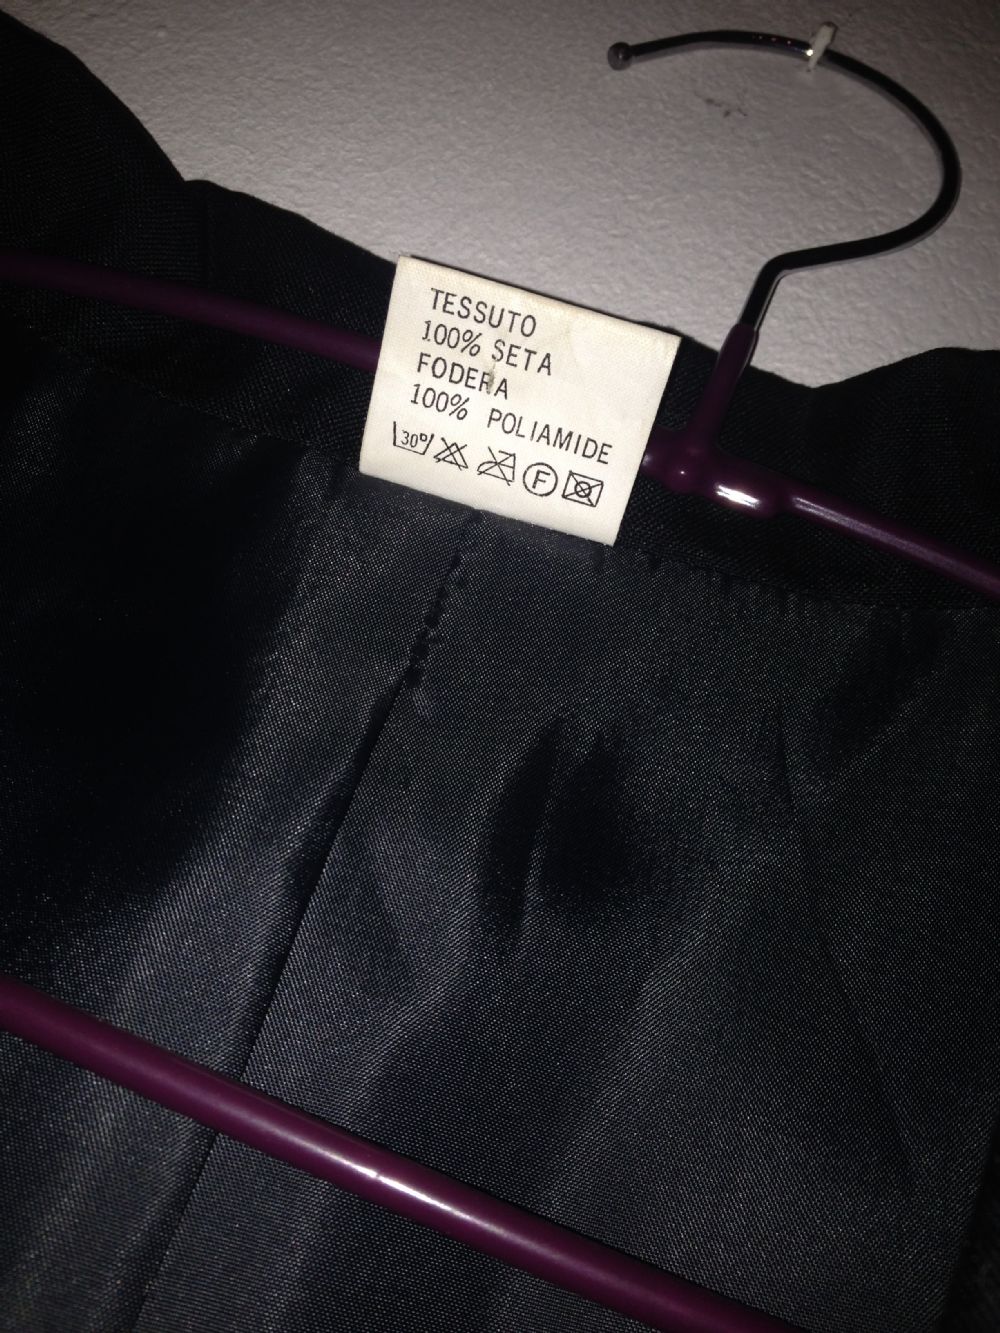 TESSUTO
100% SETA
FODERA
100% POLIAMIDE
30° F